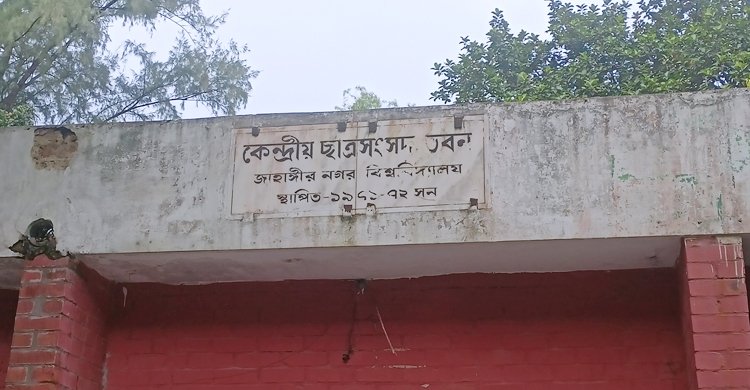 কেন্দ্রীয় ছাত্রসংসদ ভবন
জাহাঙ্গীর নগর বিশ্ববিদ্যালয়
স্থাপিত-১৯৭১-৭২ সন